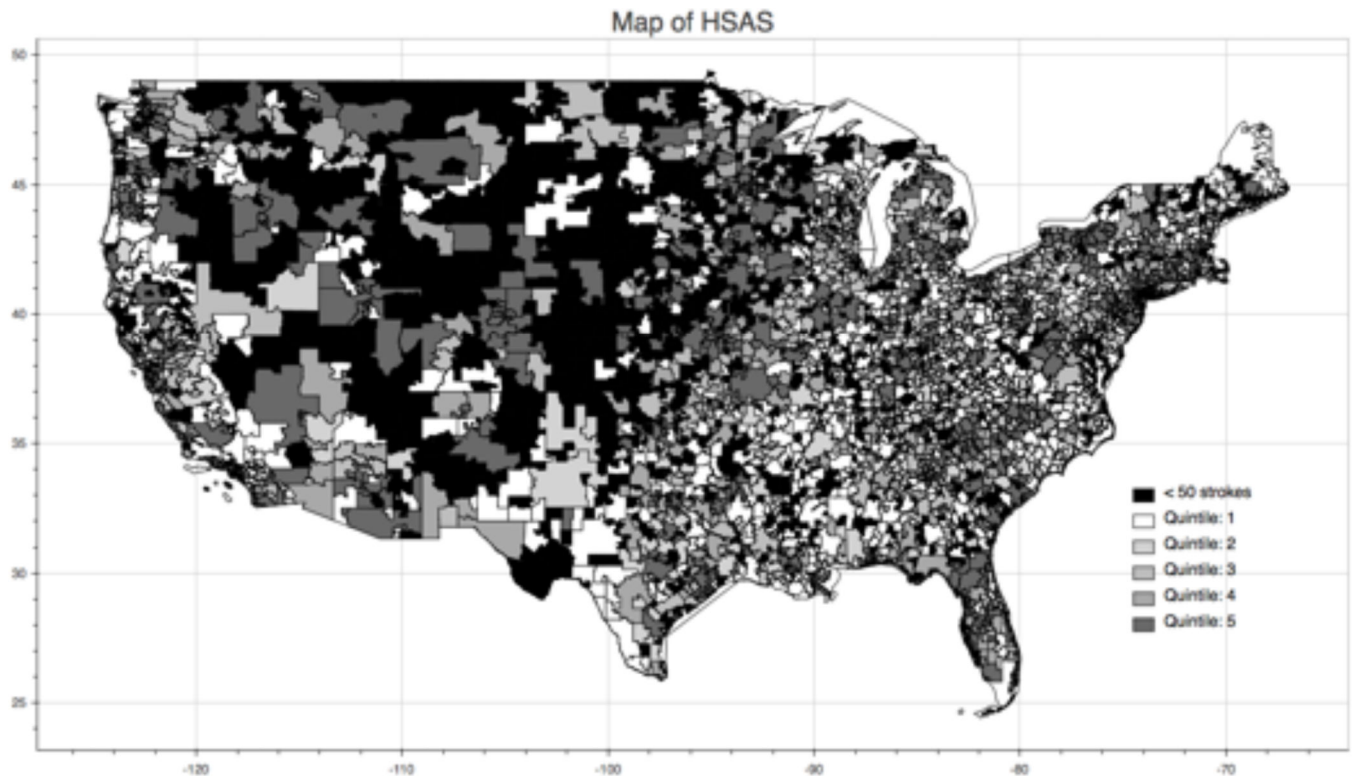 Map of HSAS
50
45
40
35
30
25
< 50 strokes
Quintile: 1
Quintile: 2
Quintile: 3
Quintile: 4
Quintile: 5
-120
-110
-100
-90
-80
-70